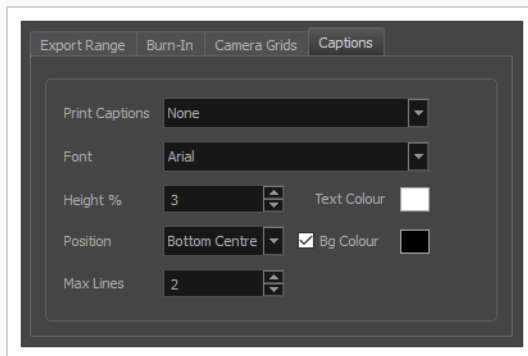 Export Range Burn-In Camera Grids Captions
Print Captions None
Font Arial
Height % 3 Text Colour
Position Bottom Centre Bg Colour
Max Lines 2